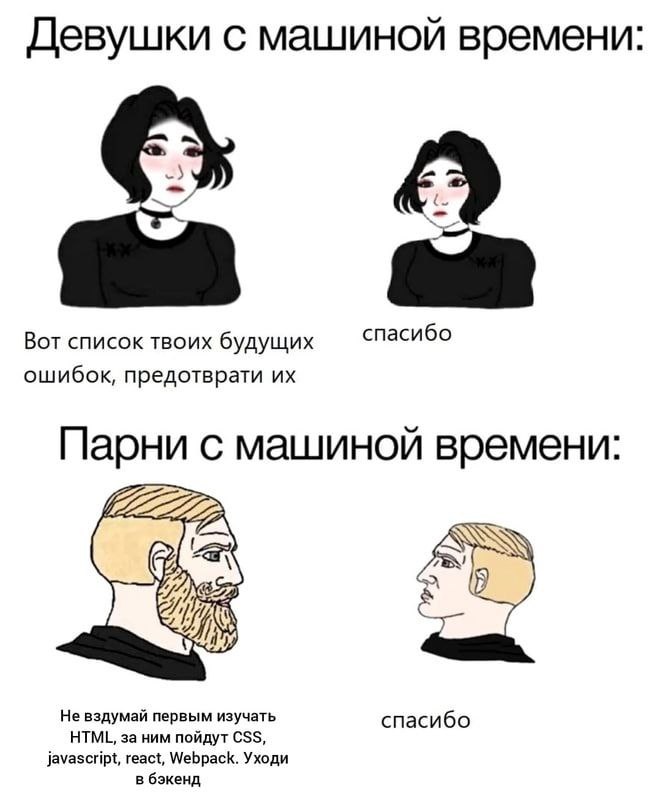 Девушки с машиной времени:
Вот список твоих будущих
ошибок, предотврати их
спасибо
Парни с машиной времени:
Не вздумай первым изучать
HTML, за ним пойдут CSS,
javascript, react, Webpack. Уходи
в бэкенд
спасибо